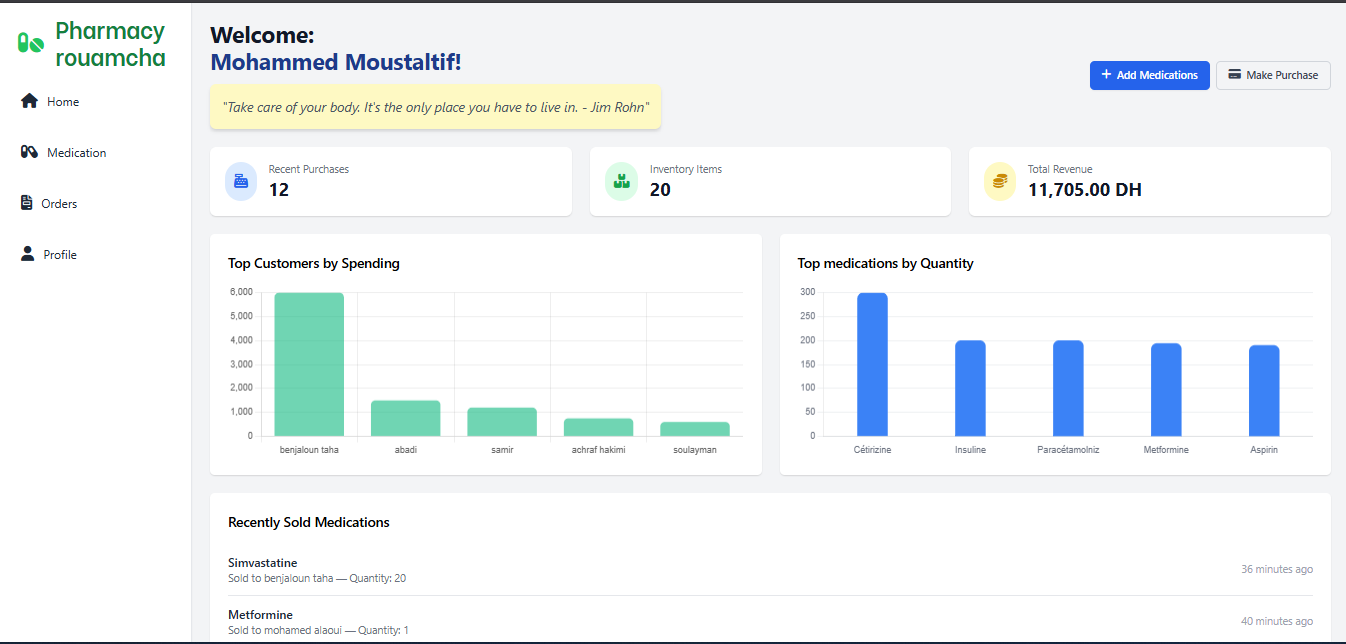 Pharmacy
rouamcha
Home
Medication
Orders
Profile
Welcome:
Mohammed Moustaltif!
"Take care of your body. It's the only place you have to live in. - Jim Rohn"
+ Add Medications
Make Purchase
Recent Purchases
12
Inventory Items
20
Total Revenue
11,705.00 DH
Top Customers by Spending
6,000
5,000
4,000
3,000
2,000
1,000
0
benjaloun taha abadi samir achraf hakimi soulayman
Top medications by Quantity
300
250
200
150
100
50
0
Cétirizine Insuline Paracétamolniz Metformine Aspirin
Recently Sold Medications
Simvastatine
Sold to benjaloun taha — Quantity: 20
36 minutes ago
Metformine
Sold to mohamed alaoui — Quantity: 1
40 minutes ago